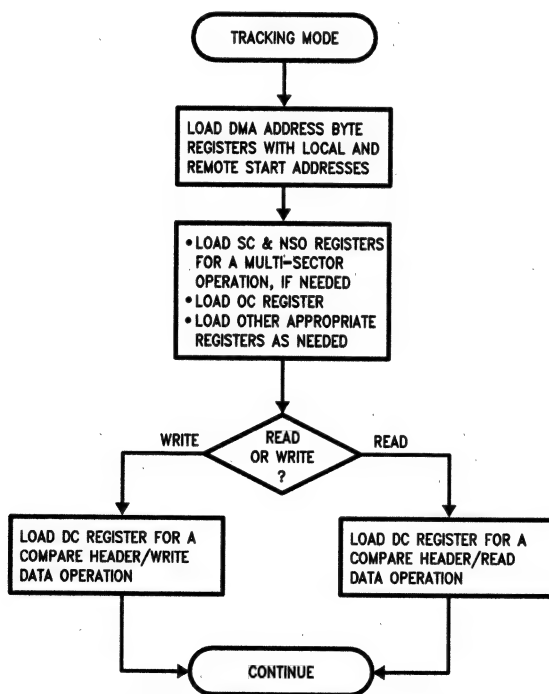 TRACKING MODE
LOAD DMA ADDRESS BYTE
REGISTERS WITH LOCAL AND
REMOTE START ADDRESSES
• LOAD SC & NSO REGISTERS
FOR A MULTI-SECTOR
OPERATION, IF NEEDED
• LOAD OC REGISTER
• LOAD OTHER APPROPRIATE
REGISTERS AS NEEDED
WRITE
READ
OR WRITE
?
READ
LOAD DC REGISTER FOR A
COMPARE HEADER/WRITE
DATA OPERATION
LOAD DC REGISTER FOR A
COMPARE HEADER/READ
DATA OPERATION
CONTINUE